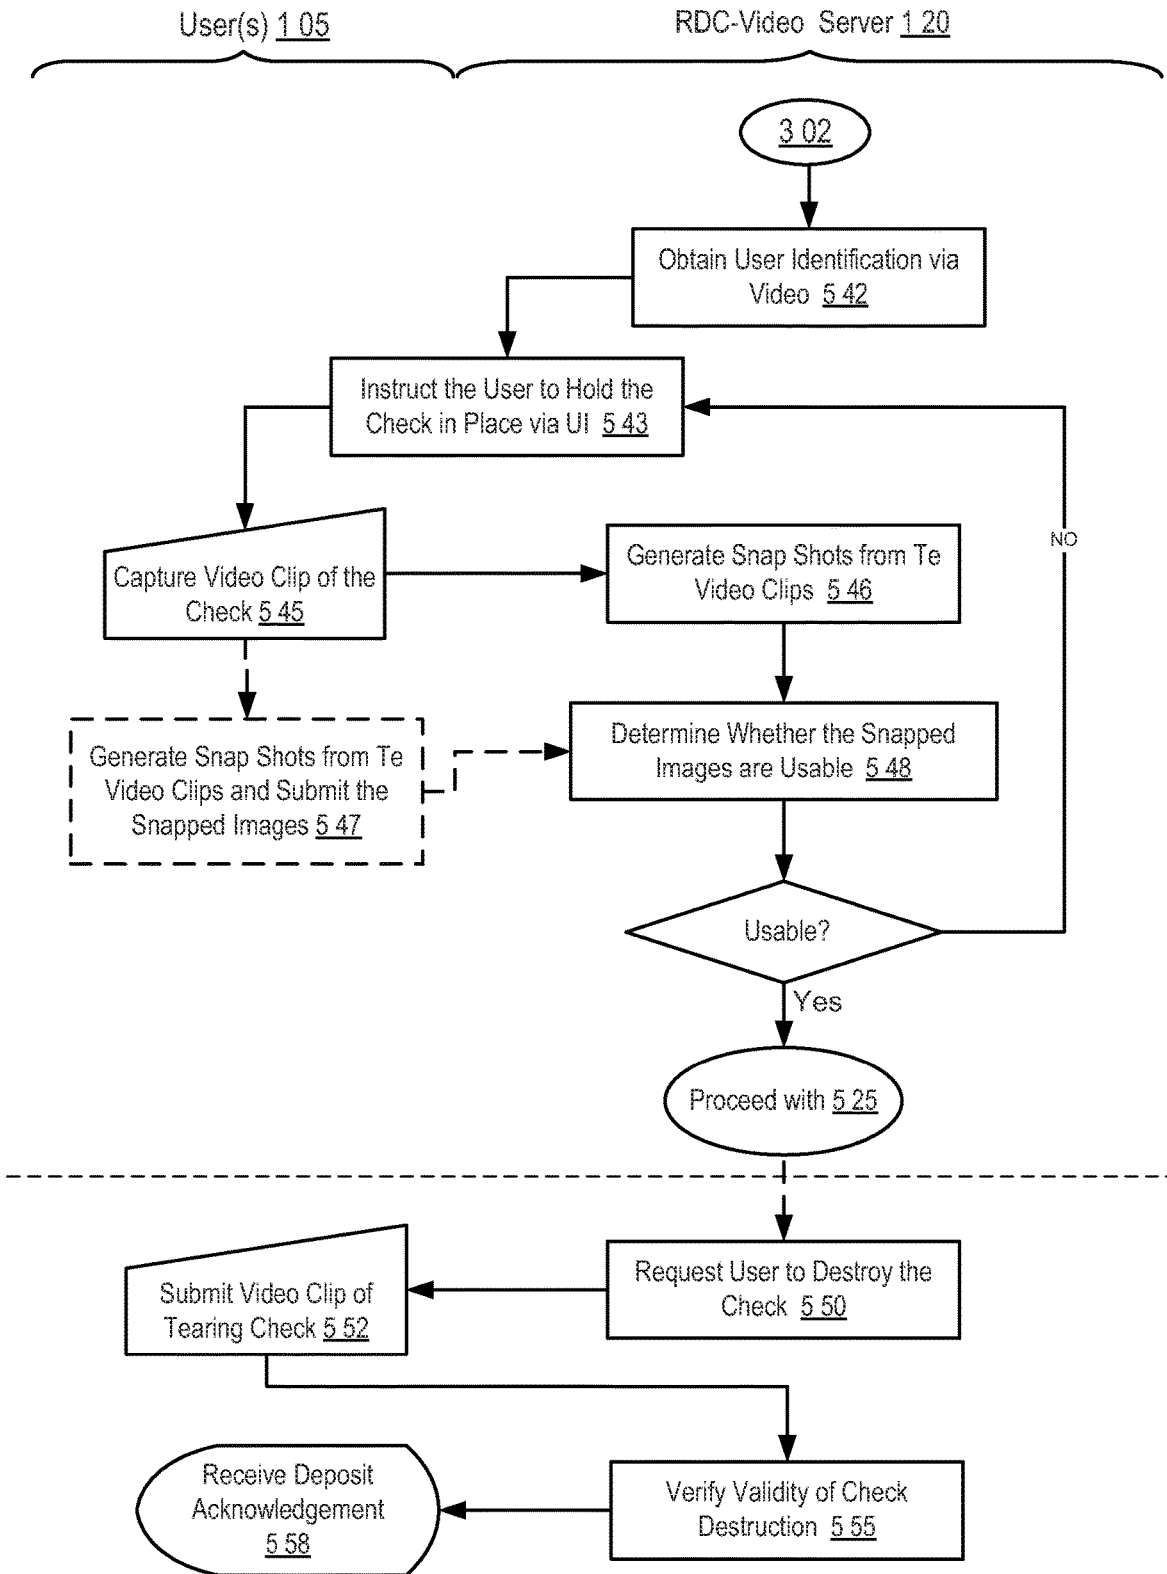 User(s) 1 05
RDC-Video Server 1 20
3 02
Obtain User Identification via
Video 5 42
Instruct the User to Hold the
Check in Place via UI 5 43
Capture Video Clip of the
Check 5 45
Generate Snap Shots from Te
Video Clips 5 46
NO
Generate Snap Shots from Te
Video Clips and Submit the
Snapped Images 5 47
Determine Whether the Snapped
Images are Usable 5 48
Usable?
Yes
Proceed with 5 25
Request User to Destroy the
Check 5 50
Submit Video Clip of
Tearing Check 5 52
Verify Validity of Check
Destruction 5 55
Receive Deposit
Acknowledgement
5 58